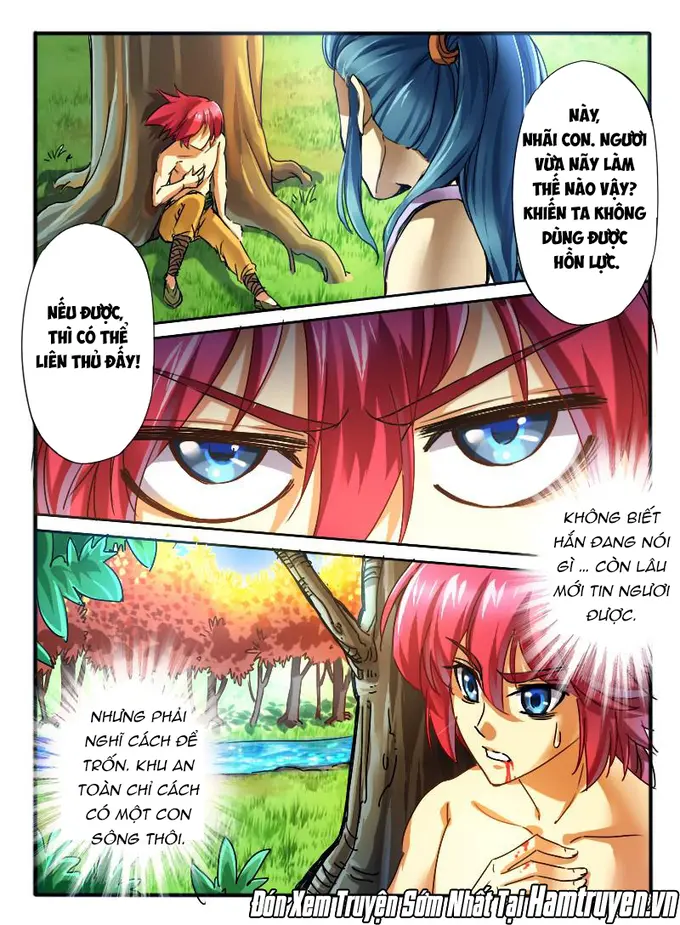 NÀY,
NHÃI CON. NGƯƠI
VỪA NÃY LÀM
THẾ NÀO VẬY?
KHIẾN TA KHÔNG
DÙNG ĐƯỢC
HỒN LỰC.
NẾU ĐƯỢC,
THÌ CÓ THỂ
LIÊN THỦ ĐẤY!
KHÔNG BIẾT
HẮN ĐANG NÓI
GÌ ... CÒN LÂU
MỚI TIN NGƯƠI
ĐƯỢC.
NHƯNG PHẢI
NGHĨ CÁCH ĐỂ
TRỐN. KHU AN
TOÀN CHỈ CÁCH
CÓ MỘT CON
SÔNG THÔI.
Đón Xem Truyện Sớm Nhất Tại Hamtruyen.vn